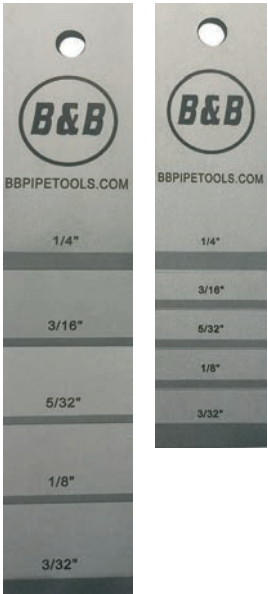 B&B
BBPIPETOOLS.COM
1/4"
3/16"
5/32"
1/8"
3/32"
B&B
BBPIPETOOLS.COM
1/4"
3/16"
5/32"
1/8"
3/32"